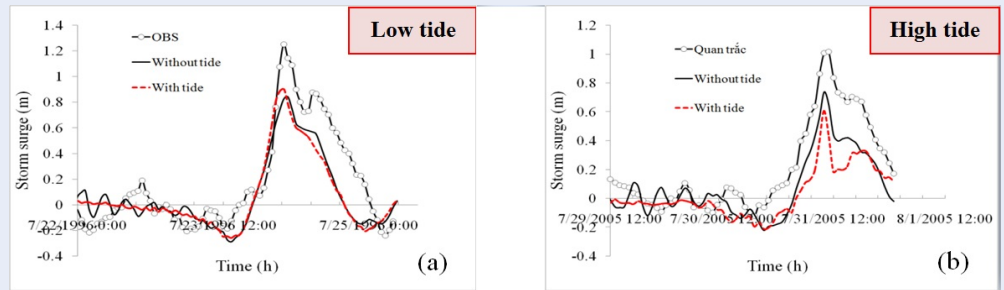 Low tide
1.4
1.2
1
0.8
0.6
0.4
0.2
0
-0.2
-0.4
Storm surge (m)
OBS
Without tide
With tide
7/22/1996 0:00
7/23/1996 12:00
7/25/1996 0:00
Time (h)
(a)
High tide
1.2
1
0.8
0.6
0.4
0.2
0
-0.2
-0.4
Storm surge (m)
Quan trắc
Without tide
With tide
7/29/2005 12:00
7/30/2005 12:00
7/31/2005 12:00
8/1/2005 12:00
Time (h)
(b)